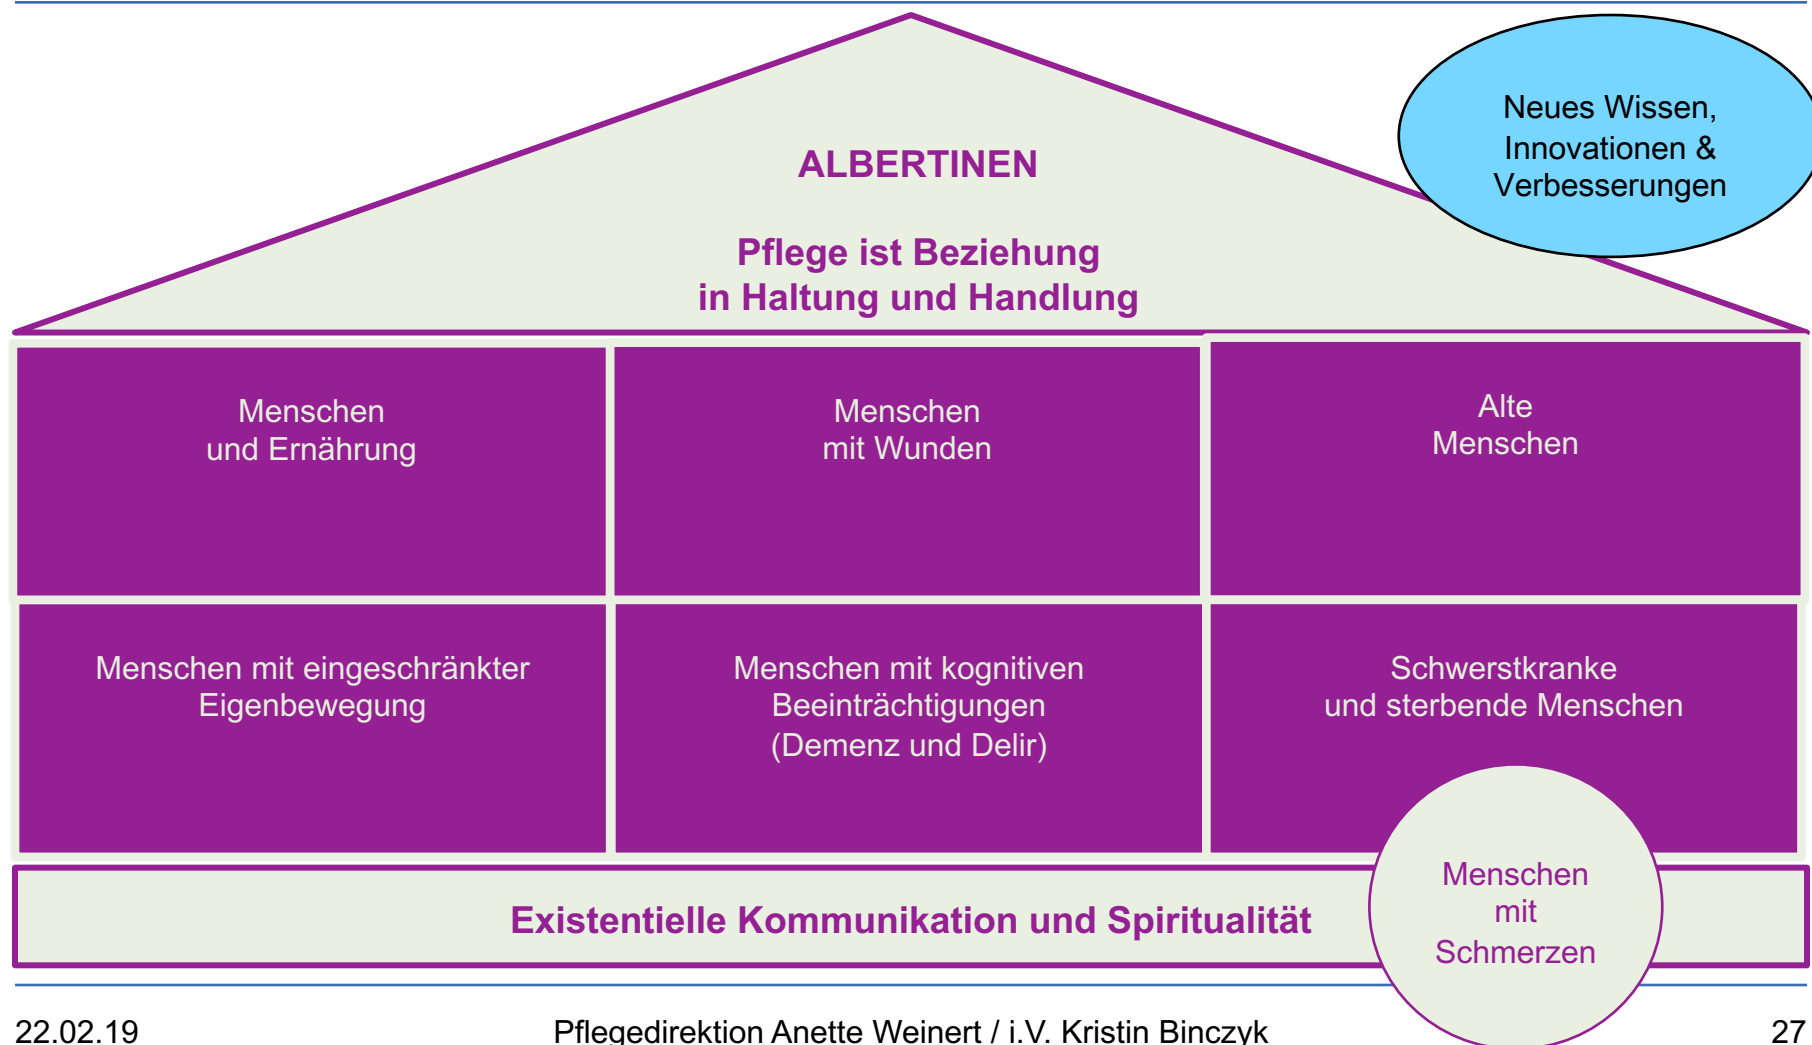 Neues Wissen,
Innovationen &
Verbesserungen
ALBERTINEN
Pflege ist Beziehung
in Haltung und Handlung
Menschen
und Ernährung
Menschen
mit Wunden
Alte
Menschen
Menschen mit eingeschränkter
Eigenbewegung
Menschen mit kognitiven
Beeinträchtigungen
(Demenz und Delir)
Schwerstkranke
und sterbende Menschen
Existentielle Kommunikation und Spiritualität
Menschen
mit
Schmerzen
22.02.19
Pflegedirektion Anette Weinert / i.V. Kristin Binczyk
27